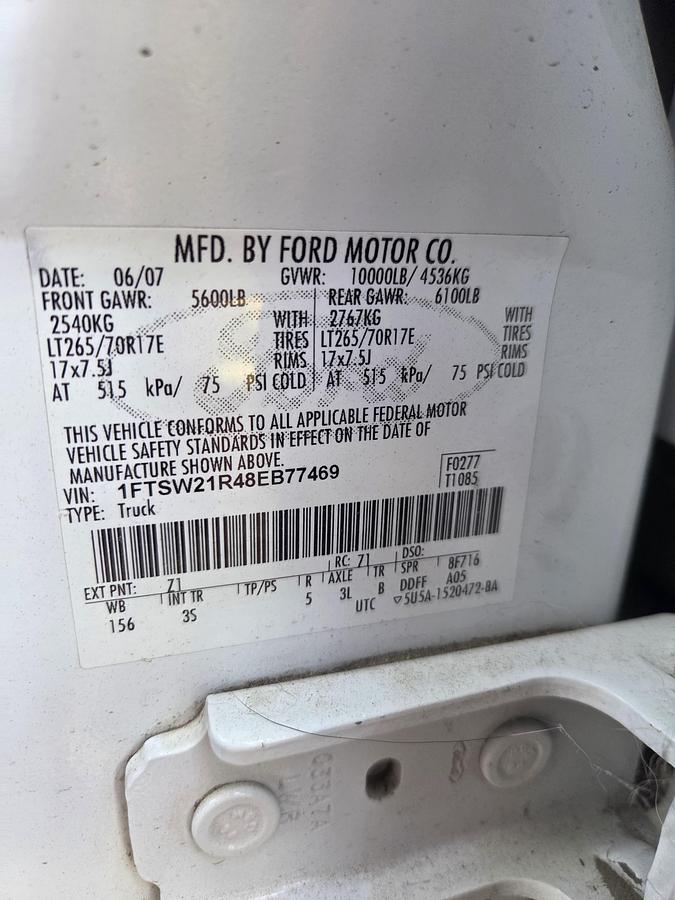 MFD. BY FORD MOTOR CO.
DATE: 06/07 GVWR: 10000LB/ 4536KG
FRONT GAWR: 5600LB REAR GAWR: 6100LB
2540KG WITH 2767KG WITH
LT265/70R17E TIRES LT265/70R17E TIRES
17x7.5J RIMS 17x7.5J RIMS
AT 515 kPa/ 75 PSI COLD AT 515 kPa/ 75 PSI COLD
THIS VEHICLE CONFORMS TO ALL APPLICABLE FEDERAL MOTOR
VEHICLE SAFETY STANDARDS IN EFFECT ON THE DATE OF
MANUFACTURE SHOWN ABOVE.
VIN: 1FTSW21R48EB77469 F0277
TYPE: Truck T1085
EXT PNT: Z1 RC: 71 DSO:
WB INT TR TP/PS R AXLE TR SPR 8F716
156 3S 5 3L B DDFF A05
UTC ▽5U5A-1520472-BA